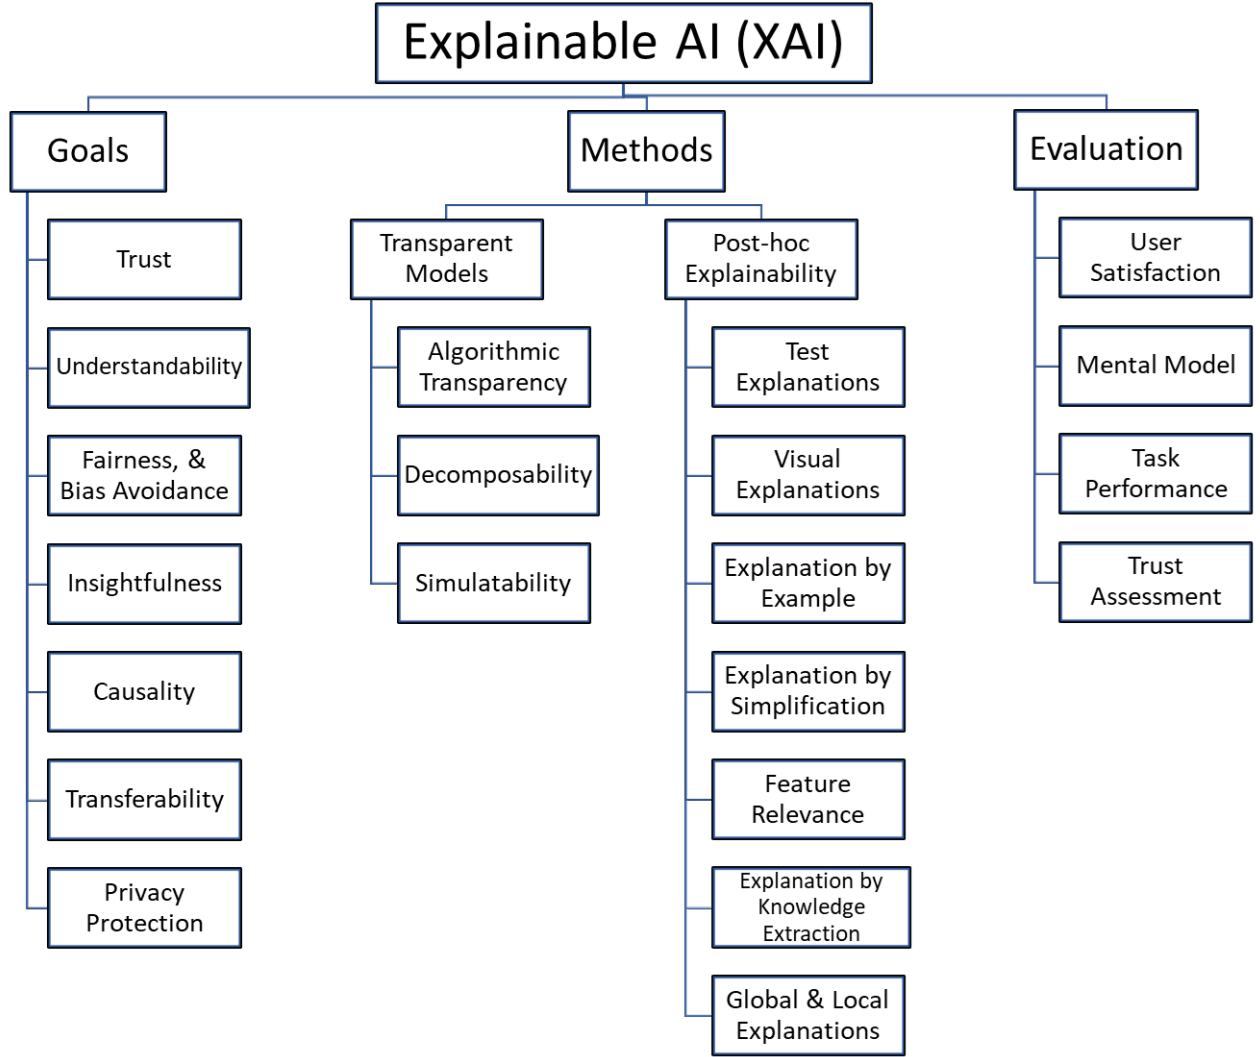 Explainable AI (XAI)
Goals
Trust
Understandability
Fairness, &
Bias Avoidance
Insightfulness
Causality
Transferability
Privacy
Protection
Methods
Transparent
Models
Algorithmic
Transparency
Decomposability
Simulatability
Post-hoc
Explainability
Test
Explanations
Visual
Explanations
Explanation by
Example
Explanation by
Simplification
Feature
Relevance
Explanation by
Knowledge
Extraction
Global & Local
Explanations
Evaluation
User
Satisfaction
Mental Model
Task
Performance
Trust
Assessment